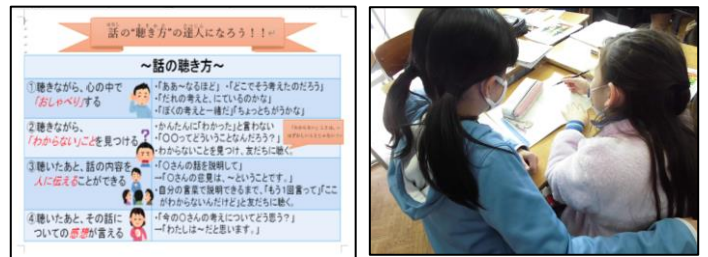 話の“聴き方”の達人になろう！！
～話の聴き方～
①聴きながら、心の中で
「おしゃべり」する
・「ああ～なるほど」・「どこでそう考えたのだろう」
・「だれの考えと、にているのかな」
・「ぼくの考えと一緒だ」「ちょっとちがうかな」
②聴きながら、
「わからない」ことを見つける
?
・かんたんに「わかった」と言わない
・「〇〇ってどういうことなんだろう？」
・わからないことを見つけ、友だちに聴く。
③聴いたあと、話の内容を
人に伝えることができる
・「〇さんの話を説明して」
→「〇さんの意見は、～ということです。」
・自分の言葉で説明できるまで、「もう1回言って」「ここ
がわからないんだけど」と友だちに聴く。
④聴いたあと、その話に
ついての感想が言える
・「今の〇さんの考えについてどう思う？」
→「わたしは～だと思います。」